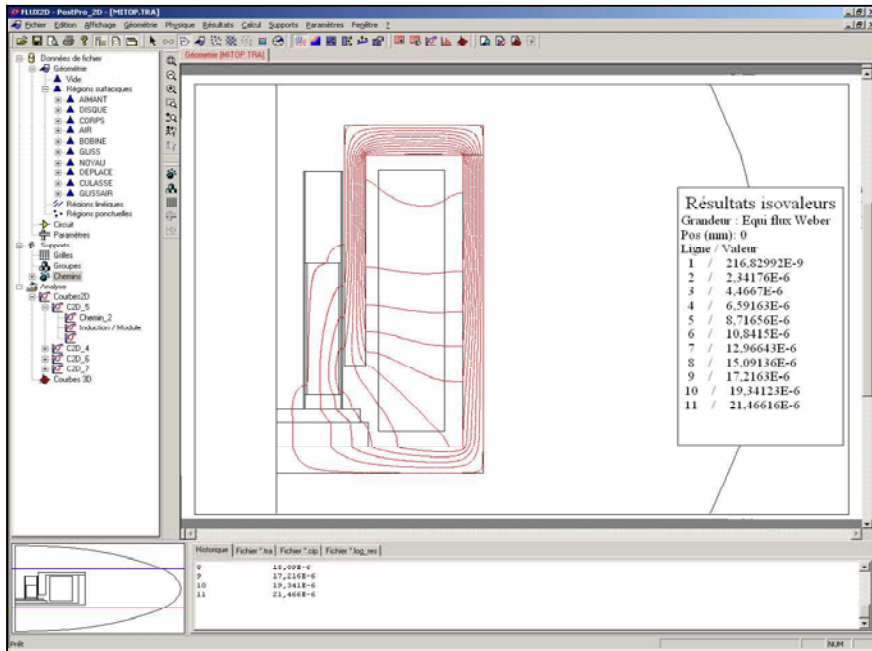 FLUX2D - PostPro_2D - [MITOP.TRA]
Fichier Edition Affichage Géométrie Physique Résultats Calcul Supports Paramètres Fenêtre ?
Géométrie [MITOP.TRA]
Données de fichier
Géométrie
Vide
Régions surfaciques
AIMANT
DISQUE
CORPS
AIR
BOBINE
GLISS
NOYAU
DEPLACE
CULASSE
GLISSAIR
Régions linéiques
Régions ponctuelles
Circuit
Paramètres
Supports
Grilles
Groupes
Chemins
Analyse
Courbes2D
C2D_5
Chemin_2
Induction / Module
C2D_4
C2D_6
C2D_7
Courbes 3D
Résultats isovaleurs
Grandeur : Equi flux Weber
Pos (mm): 0
Ligne / Valeur
1 / 216,82992E-9
2 / 2,34176E-6
3 / 4,4667E-6
4 / 6,59163E-6
5 / 8,71656E-6
6 / 10,8415E-6
7 / 12,96643E-6
8 / 15,09136E-6
9 / 17,2163E-6
10 / 19,34123E-6
11 / 21,46616E-6
Historique Fichier *.tra Fichier *.cip Fichier *.log_res
9 17,216E-6
10 19,341E-6
11 21,466E-6
Prêt
NUM